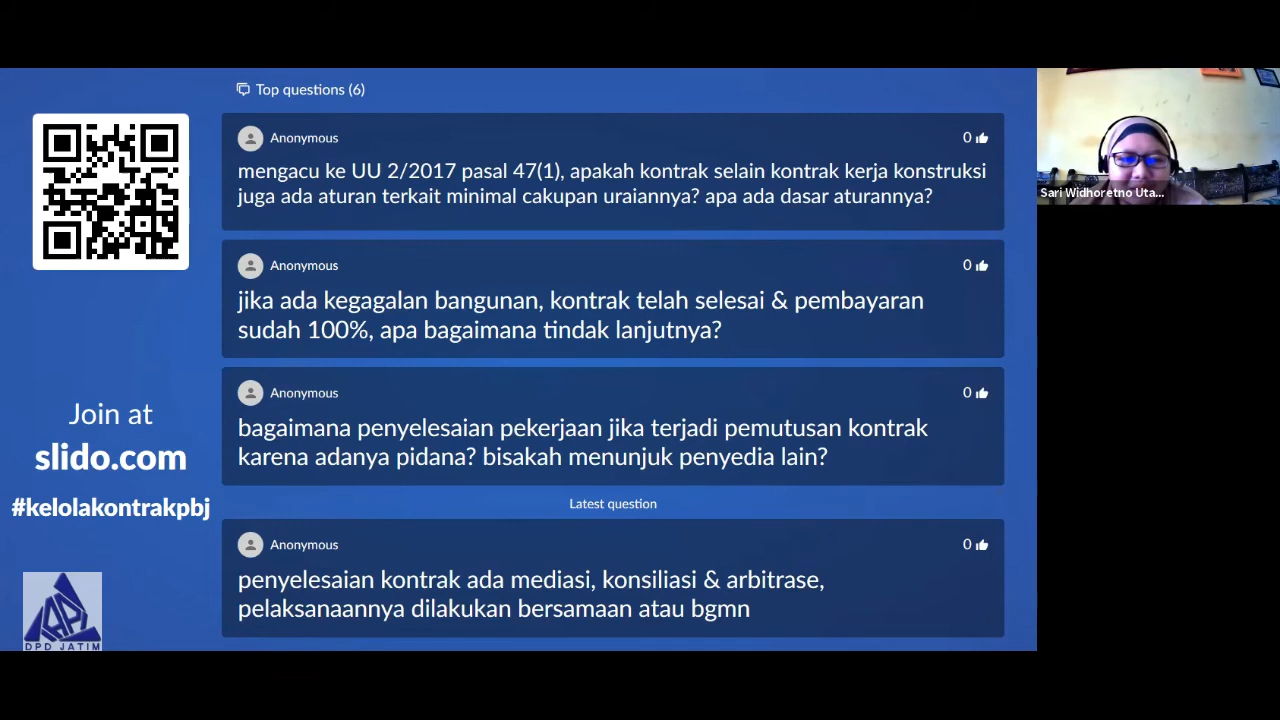 Top questions (6)
Anonymous
0
mengacu ke UU 2/2017 pasal 47(1), apakah kontrak selain kontrak kerja konstruksi
juga ada aturan terkait minimal cakupan uraiannya? apa ada dasar aturannya?
Anonymous
0
jika ada kegagalan bangunan, kontrak telah selesai & pembayaran
sudah 100%, apa bagaimana tindak lanjutnya?
Anonymous
0
bagaimana penyelesaian pekerjaan jika terjadi pemutusan kontrak
karena adanya pidana? bisakah menunjuk penyedia lain?
Latest question
Anonymous
0
penyelesaian kontrak ada mediasi, konsiliasi & arbitrase,
pelaksanaannya dilakukan bersamaan atau bgmn
Join at
slido.com
#kelolakontrakpbj
IAPI
DPD JATIM
Sari Widhoretno Uta...